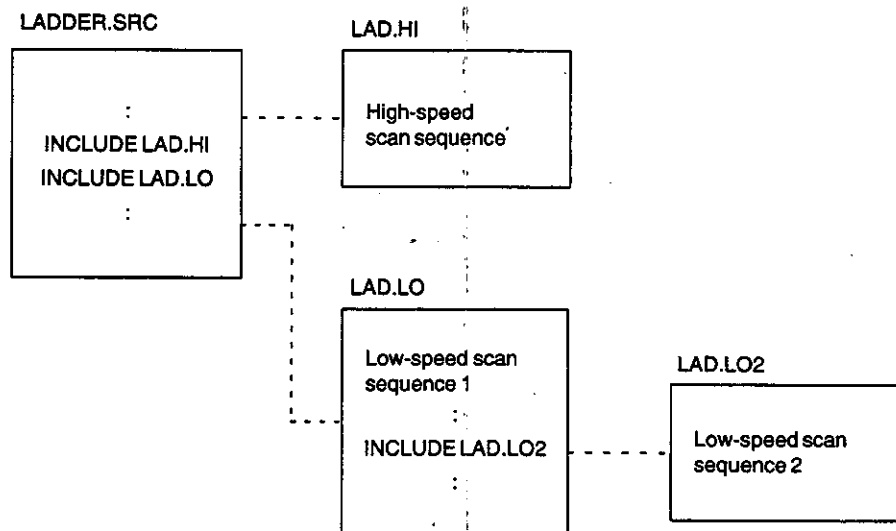 LADDER.SRC
:
INCLUDE LAD.HI
INCLUDE LAD.LO
:
LAD.HI
High-speed
scan sequence
LAD.LO
Low-speed scan
sequence 1
:
INCLUDE LAD.LO2
:
LAD.LO2
Low-speed scan
sequence 2